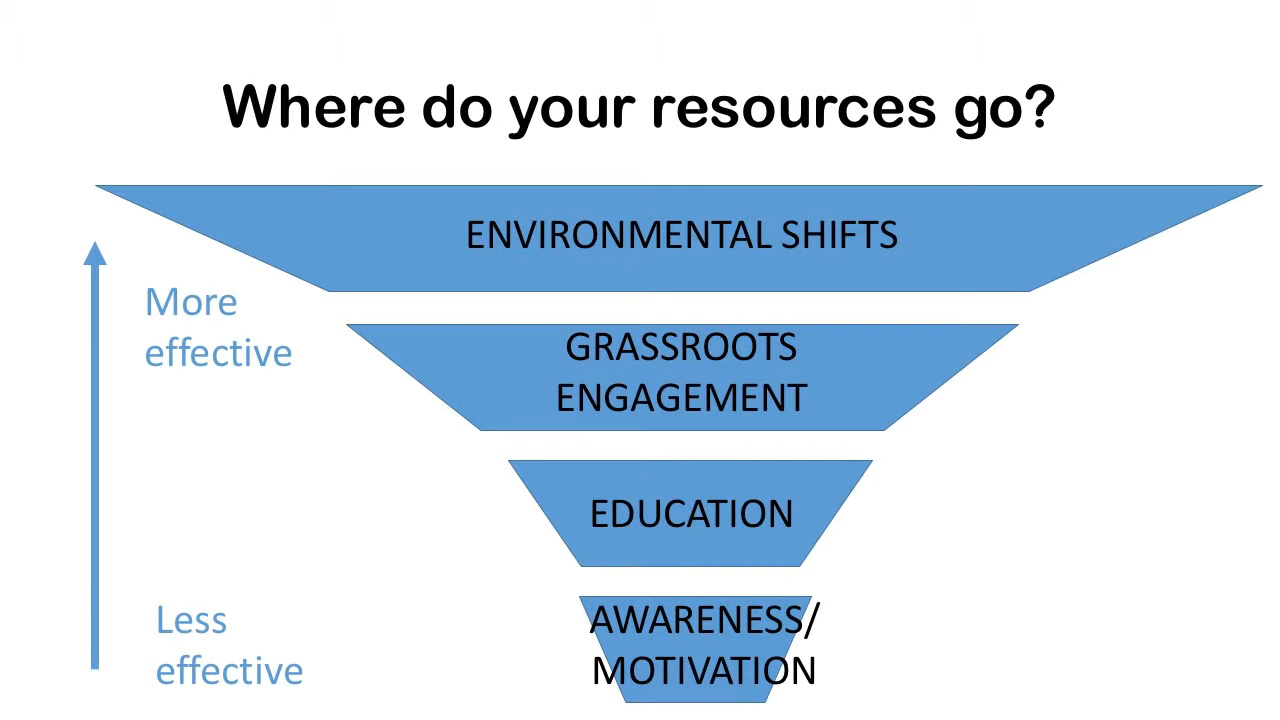 Where do your resources go?
ENVIRONMENTAL SHIFTS
More
effective
GRASSROOTS
ENGAGEMENT
EDUCATION
Less
effective
AWARENESS/
MOTIVATION